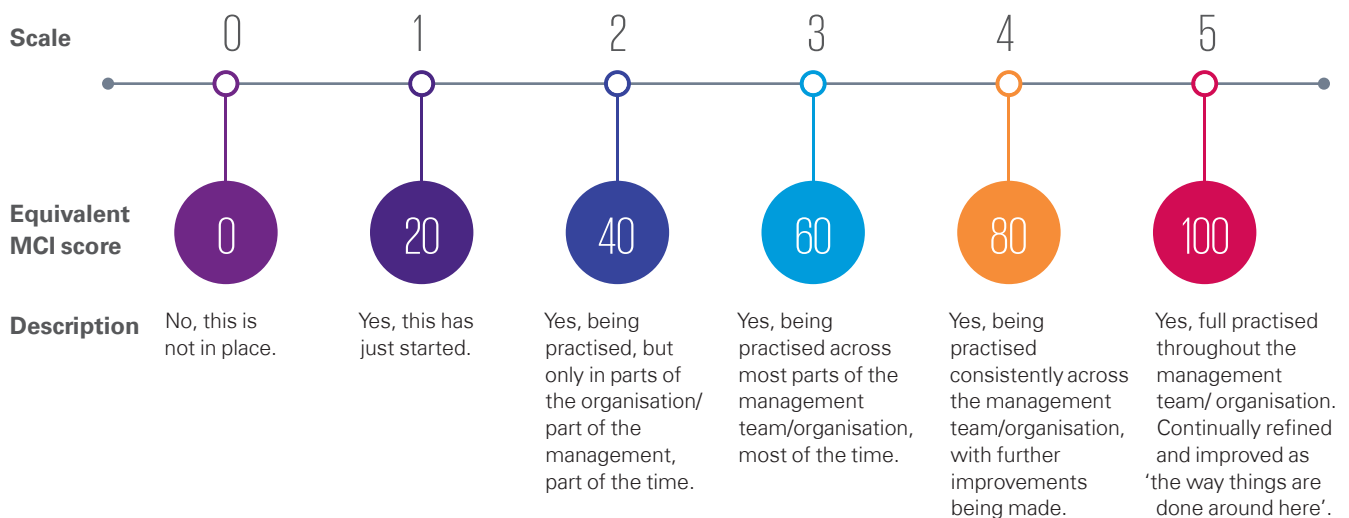 Scale
0
1
2
3
4
5
Equivalent
MCI score
0
20
40
60
80
100
Description
No, this is
not in place.
Yes, this has
just started.
Yes, being
practised, but
only in parts of
the organisation/
part of the
management,
part of the time.
Yes, being
practised across
most parts of the
management
team/organisation,
most of the time.
Yes, being
practised
consistently across
the management
team/organisation,
with further
improvements
being made.
Yes, full practised
throughout the
management
team/ organisation.
Continually refined
and improved as
‘the way things are
done around here’.